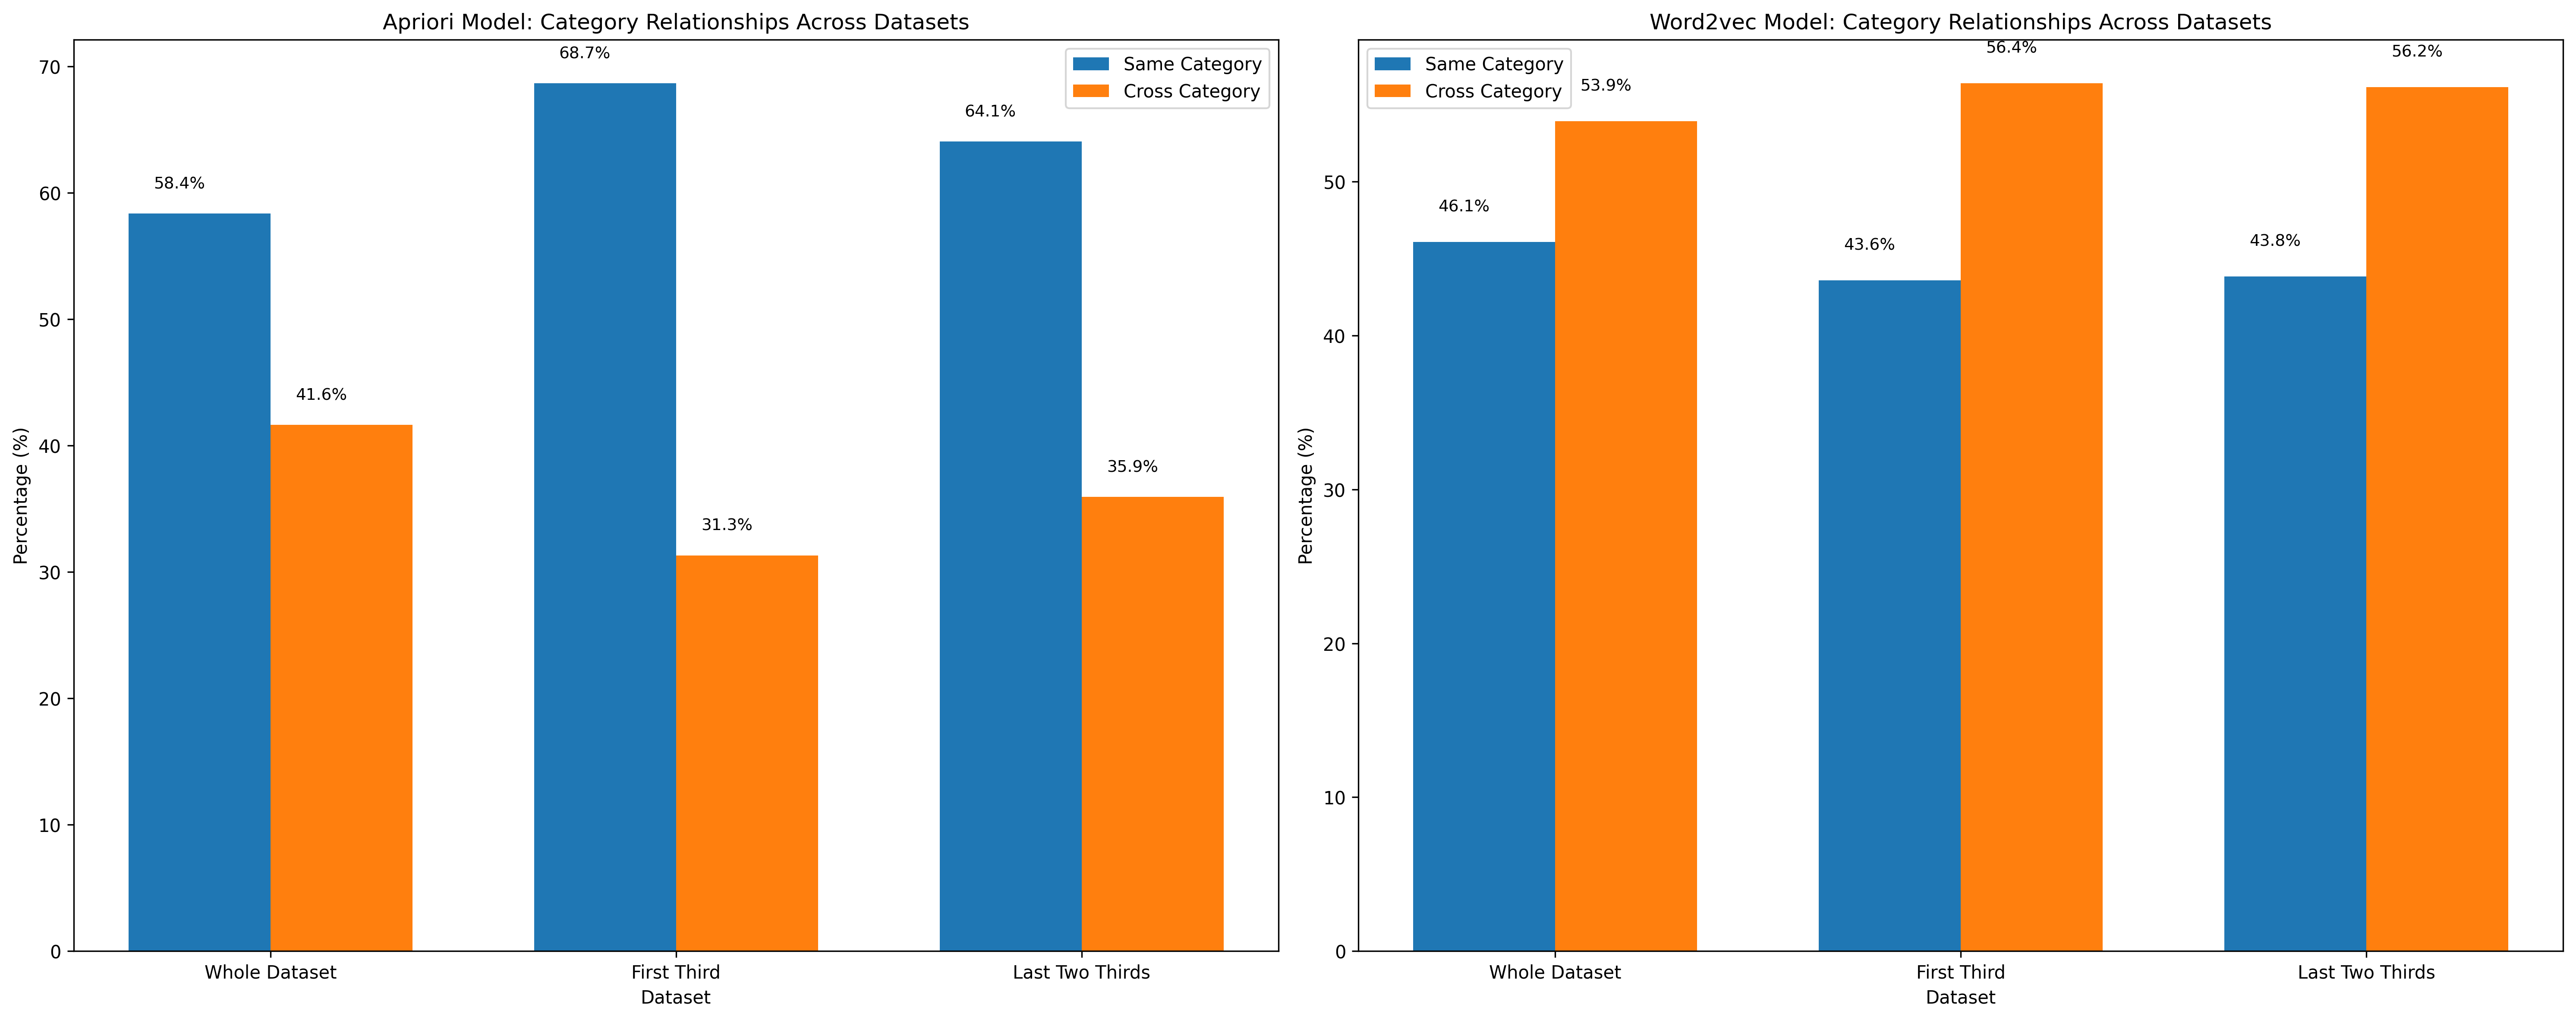 Apriori Model: Category Relationships Across Datasets
68.7%
Same Category
Cross Category
64.1%
58.4%
41.6%
35.9%
31.3%
70
60
50
40
30
20
10
0
Percentage (%)
Whole Dataset
First Third
Last Two Thirds
Dataset
Word2vec Model: Category Relationships Across Datasets
Same Category
Cross Category
53.9%
56.4%
56.2%
46.1%
43.6%
43.8%
50
40
30
20
10
0
Percentage (%)
Whole Dataset
First Third
Last Two Thirds
Dataset